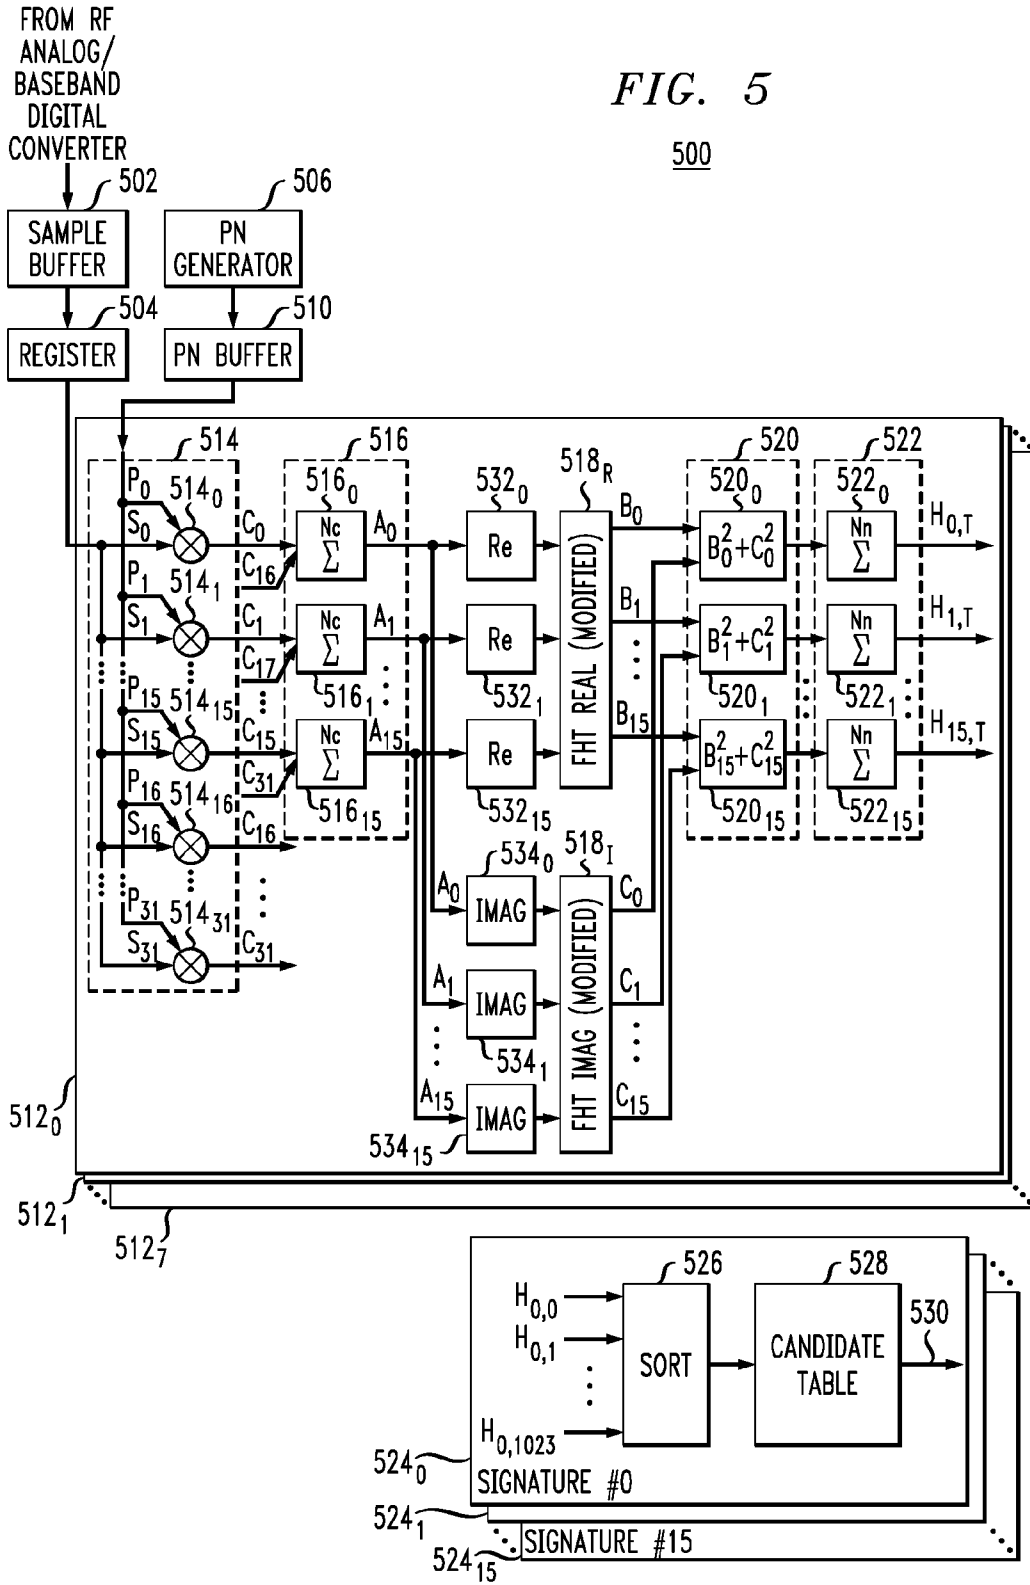 FROM RF
ANALOG/
BASEBAND
DIGITAL
CONVERTER
FIG. 5
500
502
SAMPLE
BUFFER
506
PN
GENERATOR
504
REGISTER
510
PN BUFFER
514
516
518R
520
522
P0
5140
S0
C0
C16
5160
Nc
Σ
A0
5320
Re
B0
5200
B0²+C0²
5220
Nn
Σ
H0,T
P1
5141
S1
C1
C17
Nc
Σ
5161
A1
Re
5321
B1
B1²+C1²
5201
Nn
Σ
5221
H1,T
P15
51415
S15
C15
C31
Nc
Σ
51615
A15
Re
53215
FHT REAL (MODIFIED)
B15
B15²+C15²
52015
Nn
Σ
52215
H15,T
P16
51416
S16
C16
P31
51431
S31
C31
5340
518I
A0
IMAG
C0
A1
IMAG
5341
C1
A15
IMAG
53415
FHT IMAG (MODIFIED)
C15
5120
5121
5127
526
528
530
H0,0
H0,1
H0,1023
SORT
CANDIDATE
TABLE
5240
SIGNATURE #0
5241
52415
SIGNATURE #15